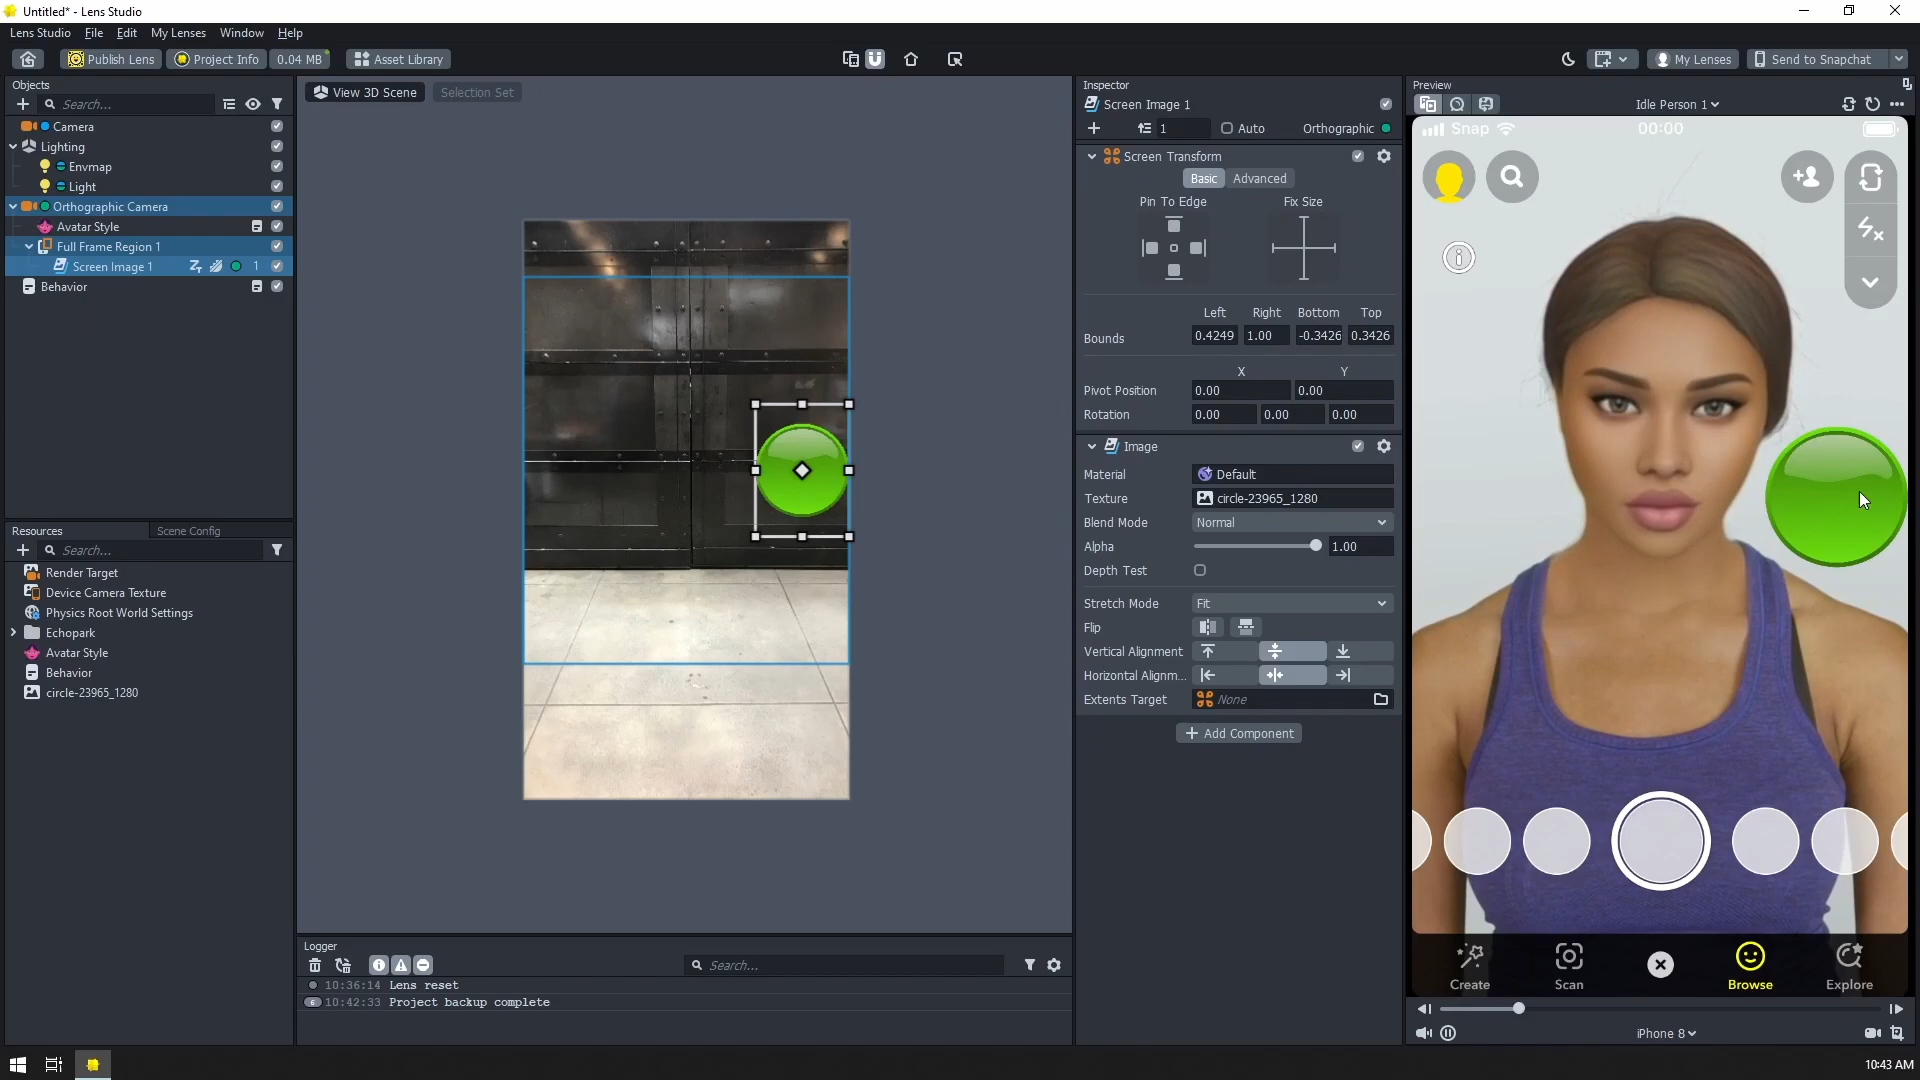 Untitled* - Lens Studio
Lens Studio File Edit My Lenses Window Help
Publish Lens Project Info 0.04 MB Asset Library My Lenses Send to Snapchat
Objects
Search...
Camera
Lighting
Envmap
Light
Orthographic Camera
Avatar Style
Full Frame Region 1
Screen Image 1 1
Behavior
Resources Scene Config
Search...
Render Target
Device Camera Texture
Physics Root World Settings
Echopark
Avatar Style
Behavior
circle-23965_1280
View 3D Scene Selection Set
Logger
Search...
10:36:14 Lens reset
6 10:42:33 Project backup complete
Inspector
Screen Image 1
1 Auto Orthographic
Screen Transform
Basic Advanced
Pin To Edge Fix Size
Left Right Bottom Top
Bounds 0.4249 1.00 -0.3426 0.3426
X Y
Pivot Position 0.00 0.00
Rotation 0.00 0.00 0.00
Image
Material Default
Texture circle-23965_1280
Blend Mode Normal
Alpha 1.00
Depth Test
Stretch Mode Fit
Flip
Vertical Alignment
Horizontal Alignm...
Extents Target None
Add Component
Preview
Idle Person 1
Snap 00:00
Create Scan Browse Explore
iPhone 8
10:43 AM